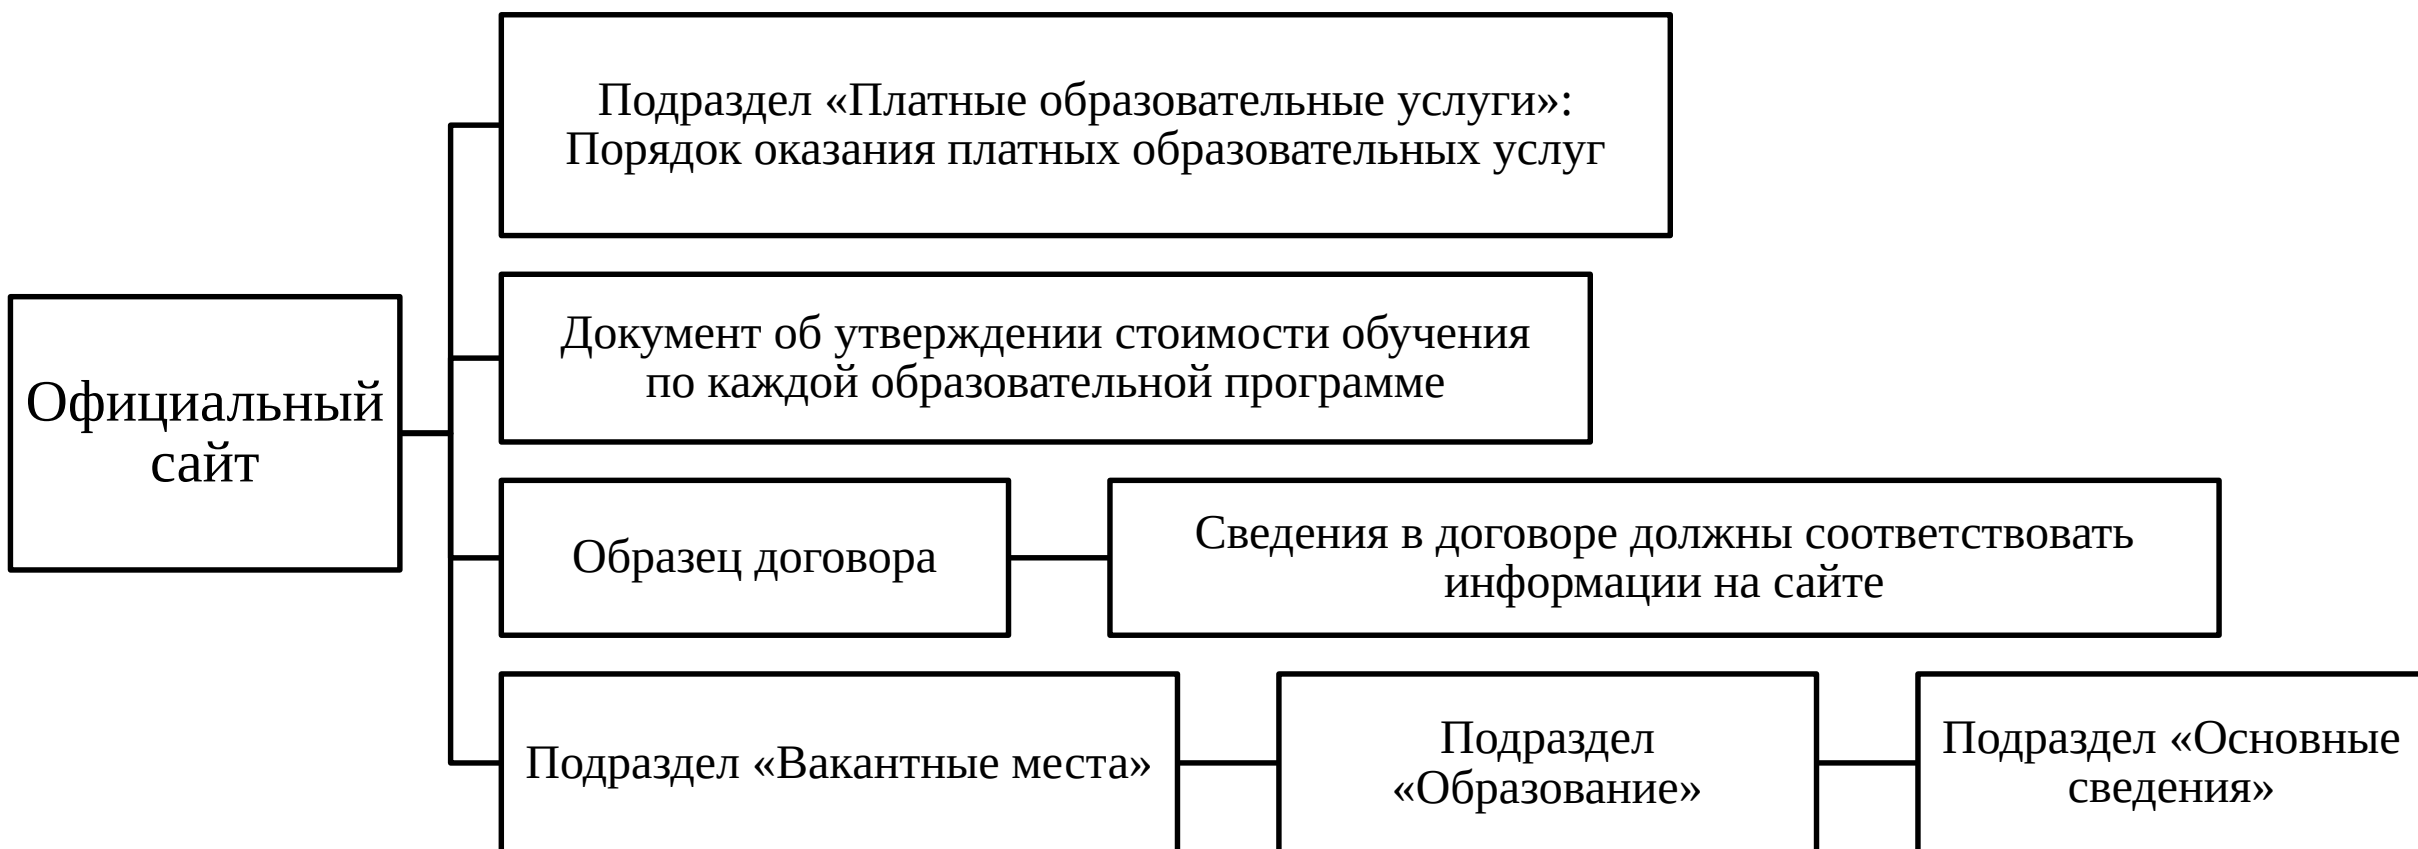 Подраздел «Платные образовательные услуги»:
Порядок оказания платных образовательных услуг
Официальный
сайт
Документ об утверждении стоимости обучения
по каждой образовательной программе
Образец договора
Сведения в договоре должны соответствовать
информации на сайте
Подраздел «Вакантные места»
Подраздел
«Образование»
Подраздел «Основные
сведения»